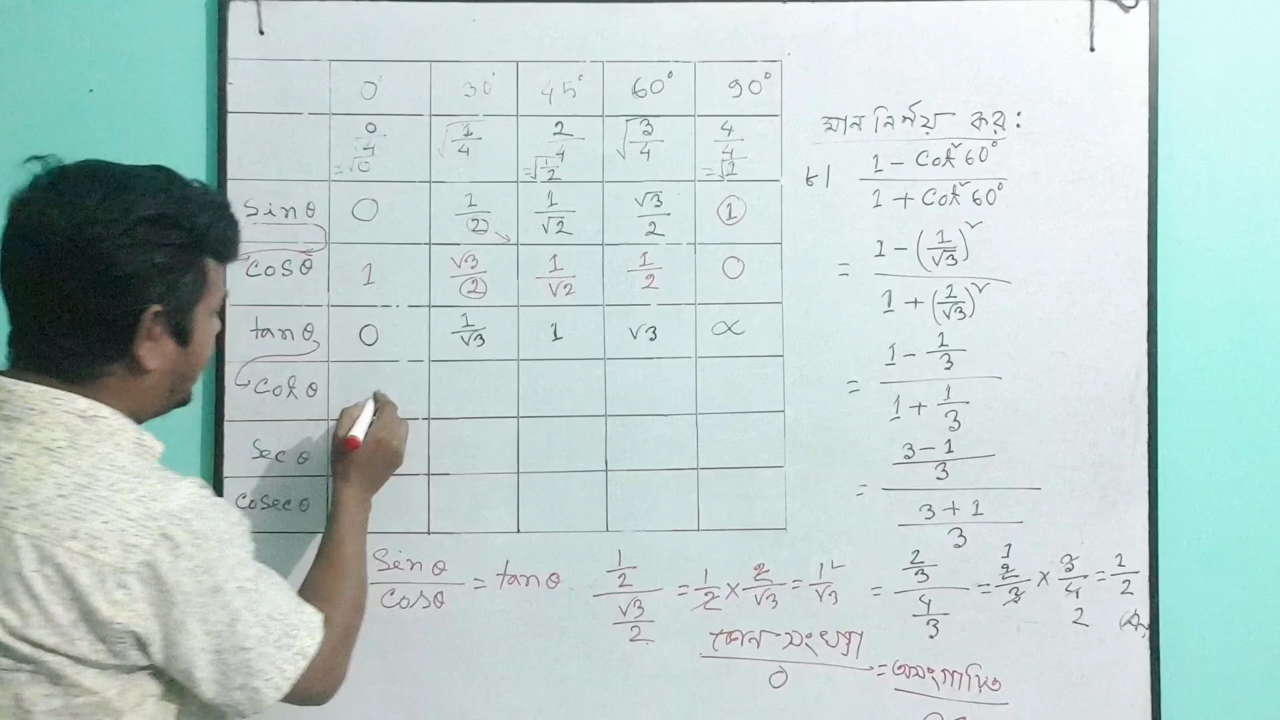 0° 30° 45° 60° 90°
0/4 =√0 √1/4 2/4 =√1/2 √3/4 4/4 =√1
Sinθ 0 1/2 1/√2 √3/2 1
cosθ 1 √3/2 1/√2 1/2 0
tanθ 0 1/√3 1 √3 ∝
Cotθ
Secθ
Cosecθ
Sinθ/cosθ = tanθ
1/2 / √3/2 = 1/2 × 2/√3 = 1/√3
কোন সংখ্যা/0 =
মান নির্ণয় কর:
৮। 1 - Cot²60° / 1 + Cot²60°
= 1 - (1/√3)² / 1 + (1/√3)²
= 1 - 1/3 / 1 + 1/3
= 3-1/3 / 3+1/3
= 2/3 / 4/3 = 2/3 × 3/4 = 1/2